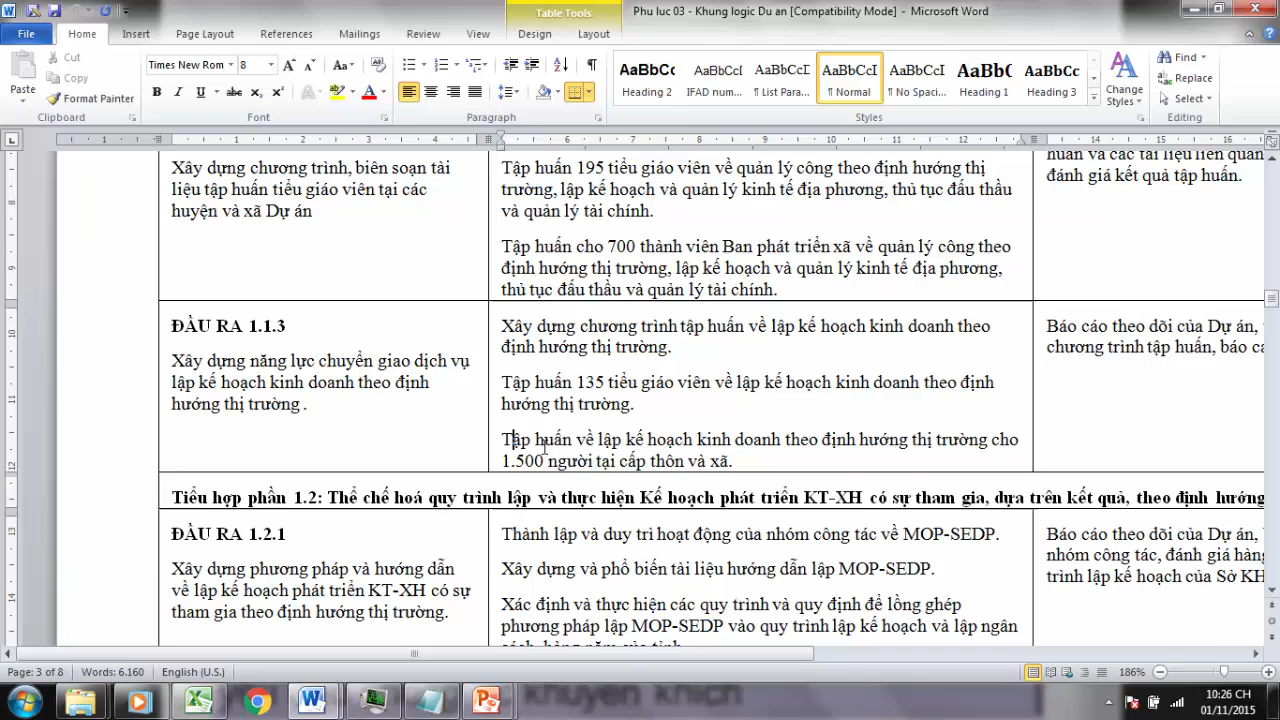 Table Tools
Phu luc 03 - Khung logic Du an [Compatibility Mode] - Microsoft Word
File Home Insert Page Layout References Mailings Review View Design Layout
Paste
Cut
Copy
Format Painter
Clipboard
Times New Rom 8
Font
Paragraph
AaBbCc AaBbCcI AaBbCcI AaBbCcI AaBbCcI AaBbC AaBbCc
Heading 2 IFAD num... ¶ List Para... ¶ Normal ¶ No Spaci... Heading 1 Heading 3
Change Styles
Styles
Find
Replace
Select
Editing
Xây dựng chương trình, biên soạn tài
liệu tập huấn tiểu giáo viên tại các
huyện và xã Dự án
Tập huấn 195 tiểu giáo viên về quản lý công theo định hướng thị
trường, lập kế hoạch và quản lý kinh tế địa phương, thủ tục đấu thầu
và quản lý tài chính.
Tập huấn cho 700 thành viên Ban phát triển xã về quản lý công theo
định hướng thị trường, lập kế hoạch và quản lý kinh tế địa phương,
thủ tục đấu thầu và quản lý tài chính.
huấn và các tài liệu liên quan
đánh giá kết quả tập huấn.
ĐẦU RA 1.1.3
Xây dựng năng lực chuyển giao dịch vụ
lập kế hoạch kinh doanh theo định
hướng thị trường .
Xây dựng chương trình tập huấn về lập kế hoạch kinh doanh theo
định hướng thị trường.
Tập huấn 135 tiểu giáo viên về lập kế hoạch kinh doanh theo định
hướng thị trường.
Tập huấn về lập kế hoạch kinh doanh theo định hướng thị trường cho
1.500 người tại cấp thôn và xã.
Báo cáo theo dõi của Dự án,
chương trình tập huấn, báo cá
Tiểu hợp phần 1.2: Thể chế hoá quy trình lập và thực hiện Kế hoạch phát triển KT-XH có sự tham gia, dựa trên kết quả, theo định hướng
ĐẦU RA 1.2.1
Xây dựng phương pháp và hướng dẫn
về lập kế hoạch phát triển KT-XH có sự
tham gia theo định hướng thị trường.
Thành lập và duy trì hoạt động của nhóm công tác về MOP-SEDP.
Xây dựng và phổ biến tài liệu hướng dẫn lập MOP-SEDP.
Xác định và thực hiện các quy trình và quy định để lồng ghép
phương pháp lập MOP-SEDP vào quy trình lập kế hoạch và lập ngân
sách hàng năm của tỉnh
Báo cáo theo dõi của Dự án,
nhóm công tác, đánh giá hàng
trình lập kế hoạch của Sở KH
Page: 3 of 8 Words: 6.160 English (U.S.) 186%
10:26 CH
01/11/2015